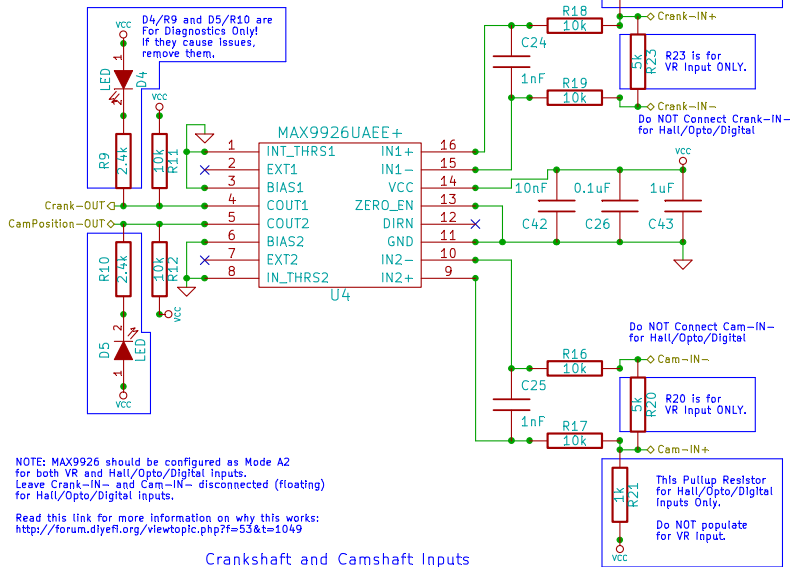 D4/R9 and D5/R10 are
For Diagnostics Only!
If they cause issues,
remove them.
VCC
1
LED
D4
2
VCC
R9
2.4k
10k
R11
Crank-OUT
CamPosition-OUT
R10
2.4k
10k
R12
VCC
2
D5
LED
1
VCC
MAX9926UAEE+
1
INT_THRS1
2
EXT1
3
BIAS1
4
COUT1
5
COUT2
6
BIAS2
7
EXT2
8
IN_THRS2
IN1+
16
IN1-
15
VCC
14
ZERO_EN
13
DIRN
12
GND
11
IN2-
10
IN2+
9
U4
R18
10k
C24
1nF
R19
10k
Crank-IN+
5k
R23
R23 is for
VR Input ONLY.
Crank-IN-
Do NOT Connect Crank-IN-
for Hall/Opto/Digital
VCC
10nF
0.1uF
1uF
C42
C26
C43
Do NOT Connect Cam-IN-
for Hall/Opto/Digital
R16
10k
Cam-IN-
C25
1nF
5k
R20
R20 is for
VR Input ONLY.
R17
10k
Cam-IN+
1k
R21
VCC
This Pullup Resistor
for Hall/Opto/Digital
Inputs Only.
Do NOT populate
for VR Input.
NOTE: MAX9926 should be configured as Mode A2
for both VR and Hall/Opto/Digital inputs.
Leave Crank-IN- and Cam-IN- disconnected (floating)
for Hall/Opto/Digital inputs.
Read this link for more information on why this works:
http://forum.diyefi.org/viewtopic.php?f=53&t=1049
Crankshaft and Camshaft Inputs